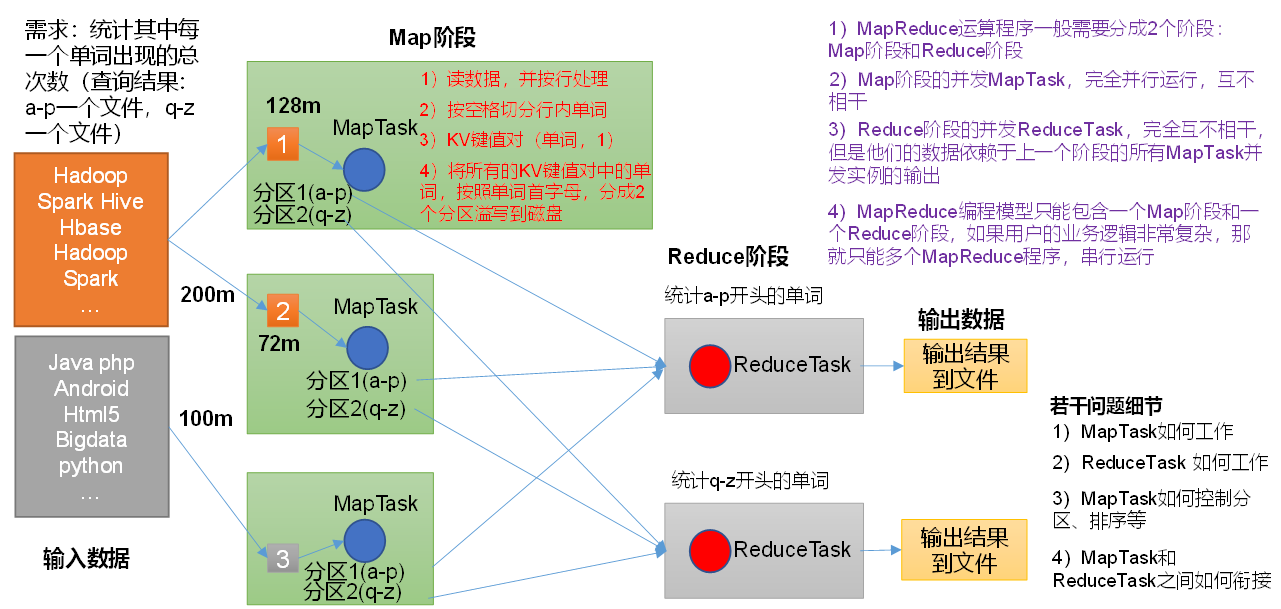 需求：统计其中每
一个单词出现的总
次数（查询结果：
a-p一个文件，q-z
一个文件）
Hadoop
Spark Hive
Hbase
Hadoop
Spark
…
200m
Java php
Android
Html5
Bigdata
python
…
100m
输入数据
Map阶段
128m
MapTask
1
分区1(a-p)
分区2(q-z)
1）读数据，并按行处理
2）按空格切分行内单词
3）KV键值对（单词，1）
4）将所有的KV键值对中的单
词，按照单词首字母，分成2
个分区溢写到磁盘
MapTask
2
72m
分区1(a-p)
分区2(q-z)
MapTask
3
分区1(a-p)
分区2(q-z)
Reduce阶段
统计a-p开头的单词
ReduceTask
统计q-z开头的单词
ReduceTask
输出数据
输出结果
到文件
输出结果
到文件
1）MapReduce运算程序一般需要分成2个阶段：
Map阶段和Reduce阶段
2）Map阶段的并发MapTask，完全并行运行，互不
相干
3）Reduce阶段的并发ReduceTask，完全互不相干，
但是他们的数据依赖于上一个阶段的所有MapTask并
发实例的输出
4）MapReduce编程模型只能包含一个Map阶段和一
个Reduce阶段，如果用户的业务逻辑非常复杂，那
就只能多个MapReduce程序，串行运行
若干问题细节
1）MapTask如何工作
2）ReduceTask 如何工作
3）MapTask如何控制分
区、排序等
4）MapTask和
ReduceTask之间如何衔接